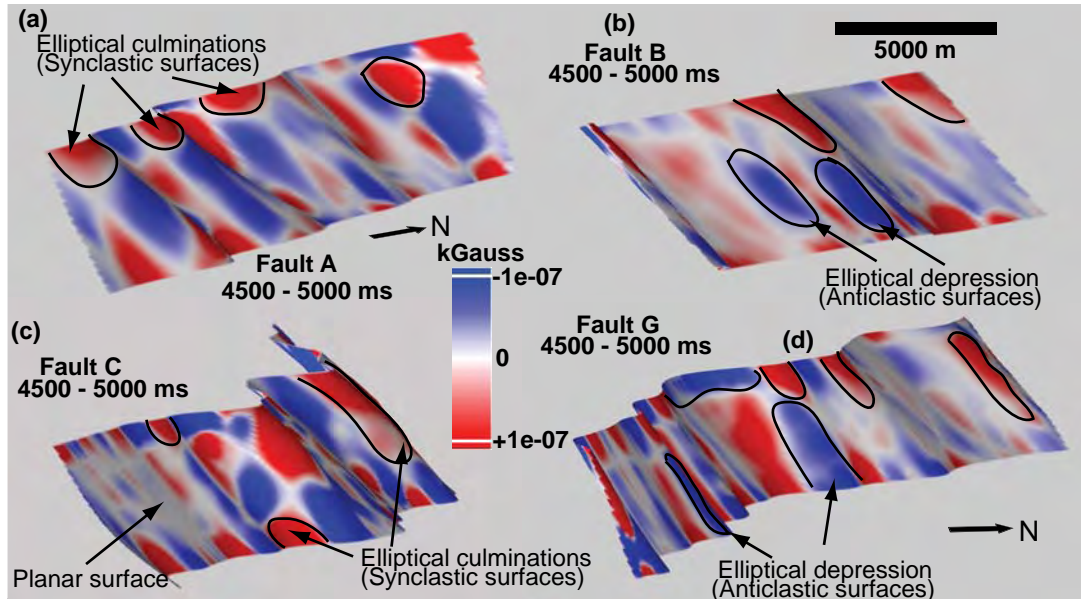 (a)
Elliptical culminations
(Synclastic surfaces)
N
Fault A
4500 - 5000 ms
(b)
Fault B
4500 - 5000 ms
5000 m
Elliptical depression
(Anticlastic surfaces)
kGauss
-1e-07
0
+1e-07
(c)
Fault C
4500 - 5000 ms
Planar surface
Elliptical culminations
(Synclastic surfaces)
Fault G
4500 - 5000 ms
(d)
N
Elliptical depression
(Anticlastic surfaces)